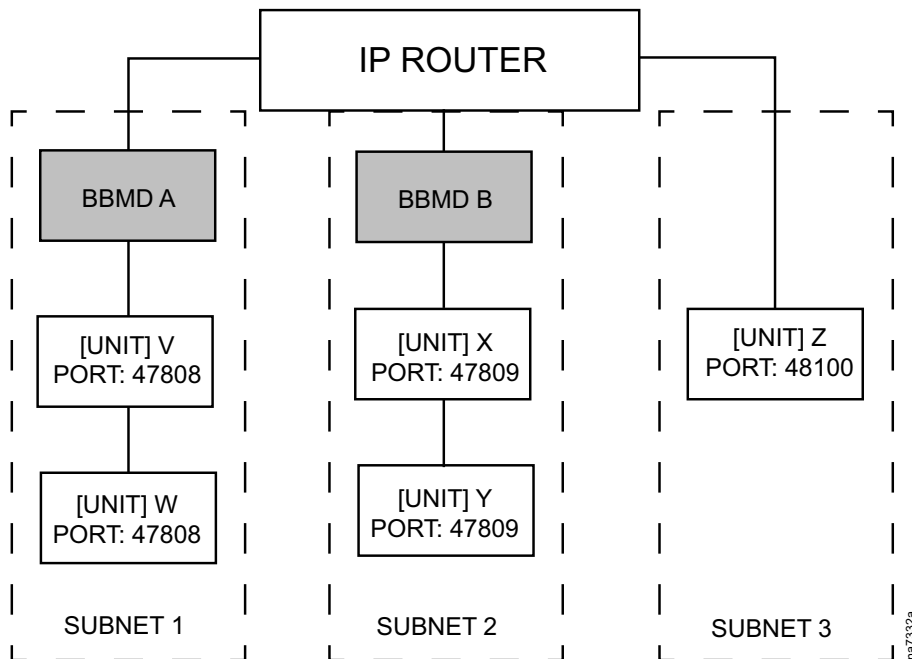 IP ROUTER
BBMD A
[UNIT] V
PORT: 47808
[UNIT] W
PORT: 47808
SUBNET 1
BBMD B
[UNIT] X
PORT: 47809
[UNIT] Y
PORT: 47809
SUBNET 2
[UNIT] Z
PORT: 48100
SUBNET 3
pa7332a